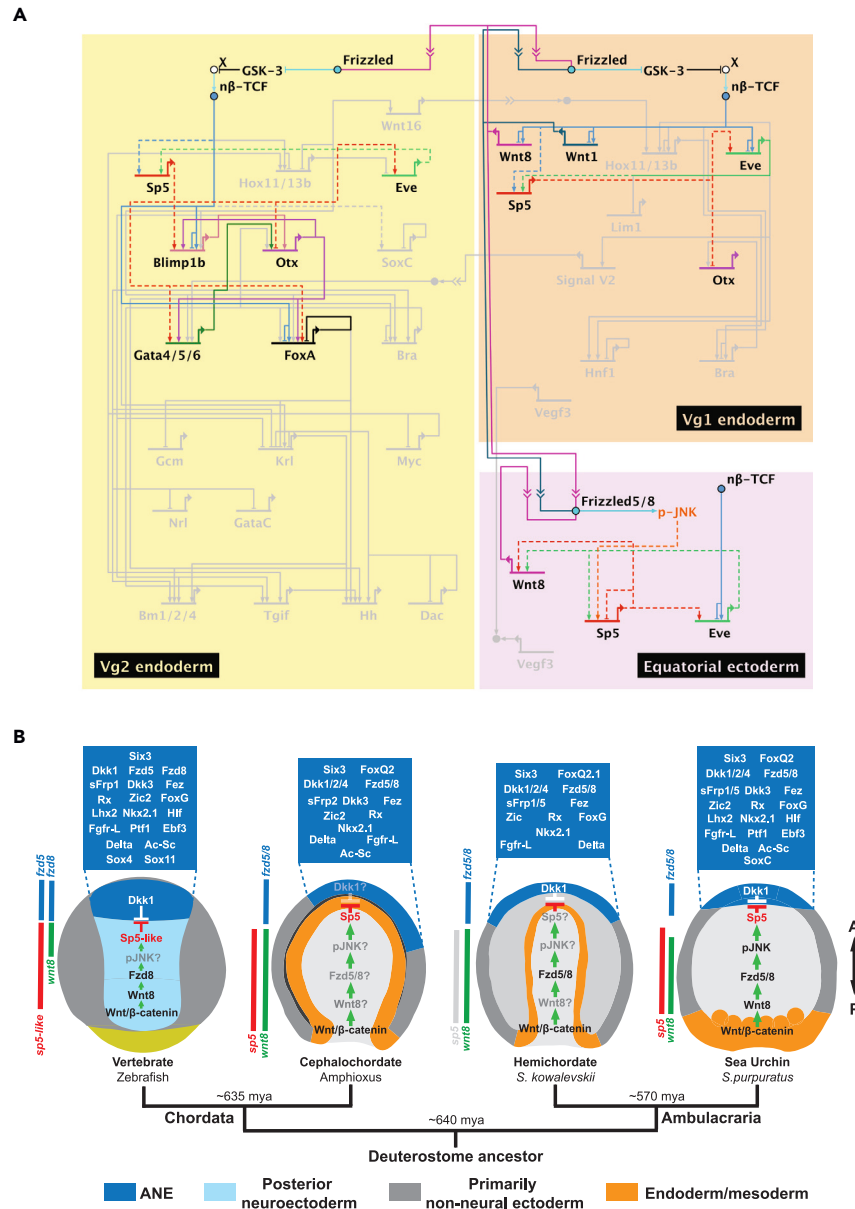 A
X
GSK-3
Frizzled
nβ-TCF
Wnt16
Sp5
Hox11/13b
Eve
Blimp1b
Otx
SoxC
Gata4/5/6
FoxA
Bra
Gcm
Krl
Myc
Nrl
GataC
Bm1/2/4
Tgif
Hh
Dac
Vg2 endoderm
Frizzled
GSK-3
X
nβ-TCF
Wnt8
Wnt1
Hox11/13b
Eve
Sp5
Lim1
Signal V2
Otx
Hnf1
Bra
Vegf3
Vg1 endoderm
nβ-TCF
Frizzled5/8
p-JNK
Wnt8
Sp5
Eve
Vegf3
Equatorial ectoderm
B
Six3
Dkk1 Fzd5 Fzd8
sFrp1 Dkk3 Fez
Rx Zic2 FoxG
Lhx2 Nkx2.1 Hlf
Fgfr-L Ptf1 Ebf3
Delta Ac-Sc
Sox4 Sox11
Six3 FoxQ2
Dkk1/2/4 Fzd5/8
sFrp2 Dkk3 Fez
Zic2 Rx
Nkx2.1
Delta Fgfr-L
Ac-Sc
Six3 FoxQ2.1
Dkk1/2/4 Fzd5/8
sFrp1/5 Fez
Zic Rx FoxG
Nkx2.1
Fgfr-L Delta
Six3 FoxQ2
Dkk1/2/4 Fzd5/8
sFrp1/5 Dkk3 Fez
Zic2 Rx FoxG
Lhx2 Nkx2.1 Hlf
Fgfr-L Ptf1 Ebf3
Delta Ac-Sc
SoxC
fzd5
fzd8
sp5-like
wnt8
Dkk1
Sp5-like
pJNK?
Fzd8
Wnt8
Wnt/β-catenin
fzd5/8
sp5
wnt8
Dkk1?
Sp5
pJNK?
Fzd5/8?
Wnt8?
Wnt/β-catenin
fzd5/8
sp5
wnt8
Dkk1
Sp5?
pJNK?
Fzd5/8
Wnt8?
Wnt/β-catenin
fzd5/8
sp5
wnt8
Dkk1
Sp5
pJNK
Fzd5/8
Wnt8
Wnt/β-catenin
Vertebrate
Zebrafish
Cephalochordate
Amphioxus
Hemichordate
S. kowalevskii
Sea Urchin
S.purpuratus
~635 mya
~570 mya
Chordata
~640 mya
Ambulacraria
Deuterostome ancestor
ANE
Posterior
neuroectoderm
Primarily
non-neural ectoderm
Endoderm/mesoderm